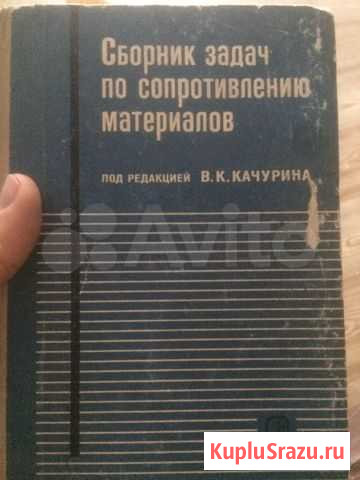 Сборник задач
по сопротивлению
материалов
ПОД РЕДАКЦИЕЙ В.К.КАЧУРИНА
Avito
KupluSrazu.ru